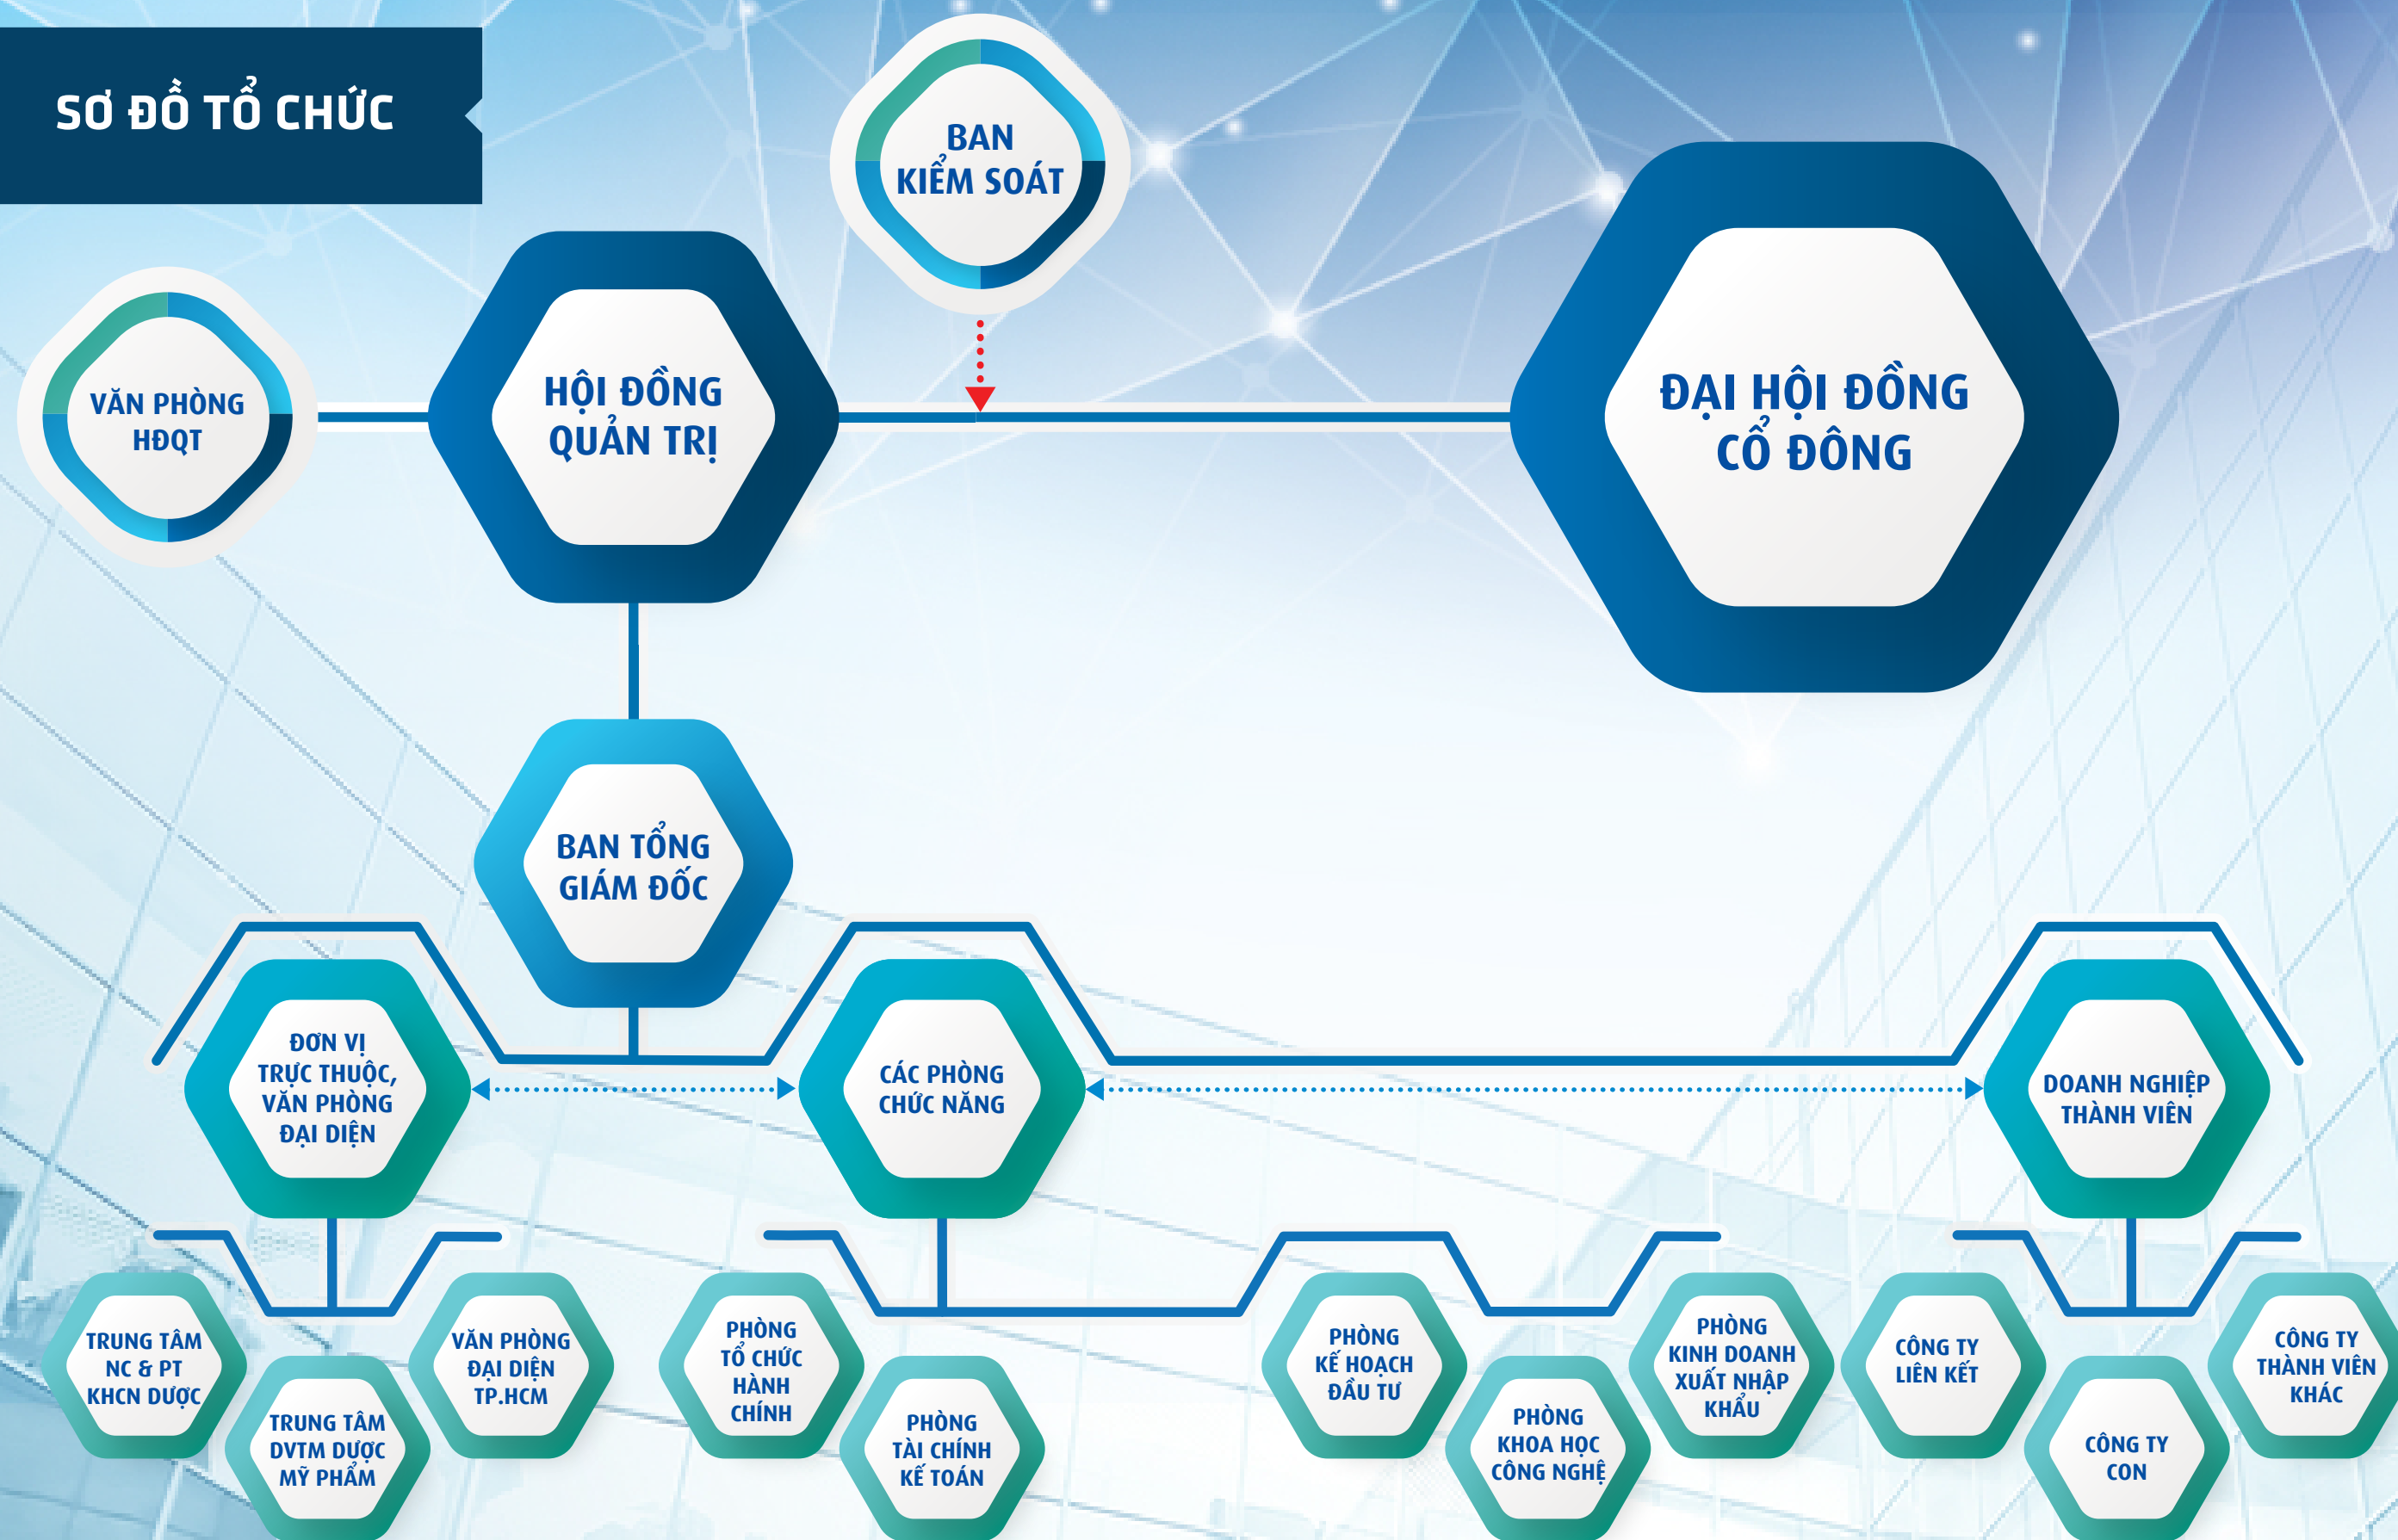 SƠ ĐỒ TỔ CHỨC
BAN
KIỂM SOÁT
VĂN PHÒNG
HĐQT
HỘI ĐỒNG
QUẢN TRỊ
ĐẠI HỘI ĐỒNG
CỔ ĐÔNG
BAN TỔNG
GIÁM ĐỐC
ĐƠN VỊ
TRỰC THUỘC,
VĂN PHÒNG
ĐẠI DIỆN
CÁC PHÒNG
CHỨC NĂNG
DOANH NGHIỆP
THÀNH VIÊN
TRUNG TÂM
NC & PT
KHCN DƯỢC
TRUNG TÂM
DVTM DƯỢC
MỸ PHẨM
VĂN PHÒNG
ĐẠI DIỆN
TP.HCM
PHÒNG
TỔ CHỨC
HÀNH
CHÍNH
PHÒNG
TÀI CHÍNH
KẾ TOÁN
PHÒNG
KẾ HOẠCH
ĐẦU TƯ
PHÒNG
KHOA HỌC
CÔNG NGHỆ
PHÒNG
KINH DOANH
XUẤT NHẬP
KHẨU
CÔNG TY
LIÊN KẾT
CÔNG TY
CON
CÔNG TY
THÀNH VIÊN
KHÁC